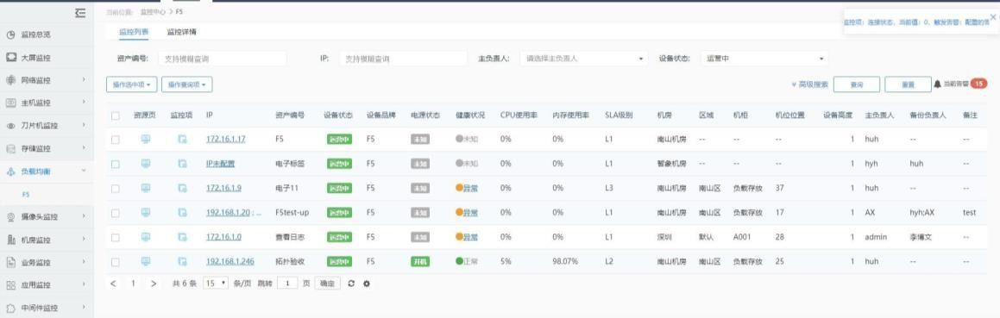 当前位置: 监控中心 > F5
监控项: 连接状态, 当前值: 0, 触发告警: 配置的
监控总览
大屏监控
网络监控
主机监控
刀片机监控
存储监控
负载均衡
F5
摄像头监控
机房监控
业务监控
应用监控
中间件监控
监控列表 监控详情
资产编号: 支持模糊查询 IP: 支持模糊查询 主负责人: 请选择主负责人 设备状态: 运营中
操作选中项 操作查询项 高级搜索 查询 重置 当前告警 15
资源页 监控项 IP 资产编号 设备状态 设备品牌 电源状态 健康状况 CPU使用率 内存使用率 SLA级别 机房 区域 机柜 机位位置 设备高度 主负责人 备份负责人 备注
172.16.1.17 F5 运营中 F5 未知 未知 0% 0% L1 南山机房 -- -- -- 1 huh -- --
IP未配置 电子标签 运营中 F5 未知 未知 0% 0% L1 智象机房 -- -- -- 1 hyh huh --
172.16.1.9 电子11 运营中 F5 未知 异常 0% 0% L3 南山机房 南山区 负载存放 37 1 huh -- --
192.168.1.20 ; ... F5test-up 运营中 F5 未知 异常 0% 0% L1 南山机房 南山区 负载存放 17 1 AX hyh;AX test
172.16.1.0 查看日志 运营中 F5 未知 异常 0% 0% L1 深圳 默认 A001 28 1 admin 李博文 --
192.168.1.246 拓扑验收 运营中 F5 开机 正常 5% 98.07% L2 南山机房 南山区 负载存放 25 1 huh -- --
< 1 > 共 6 条 15 条/页 跳转 1 页 确定